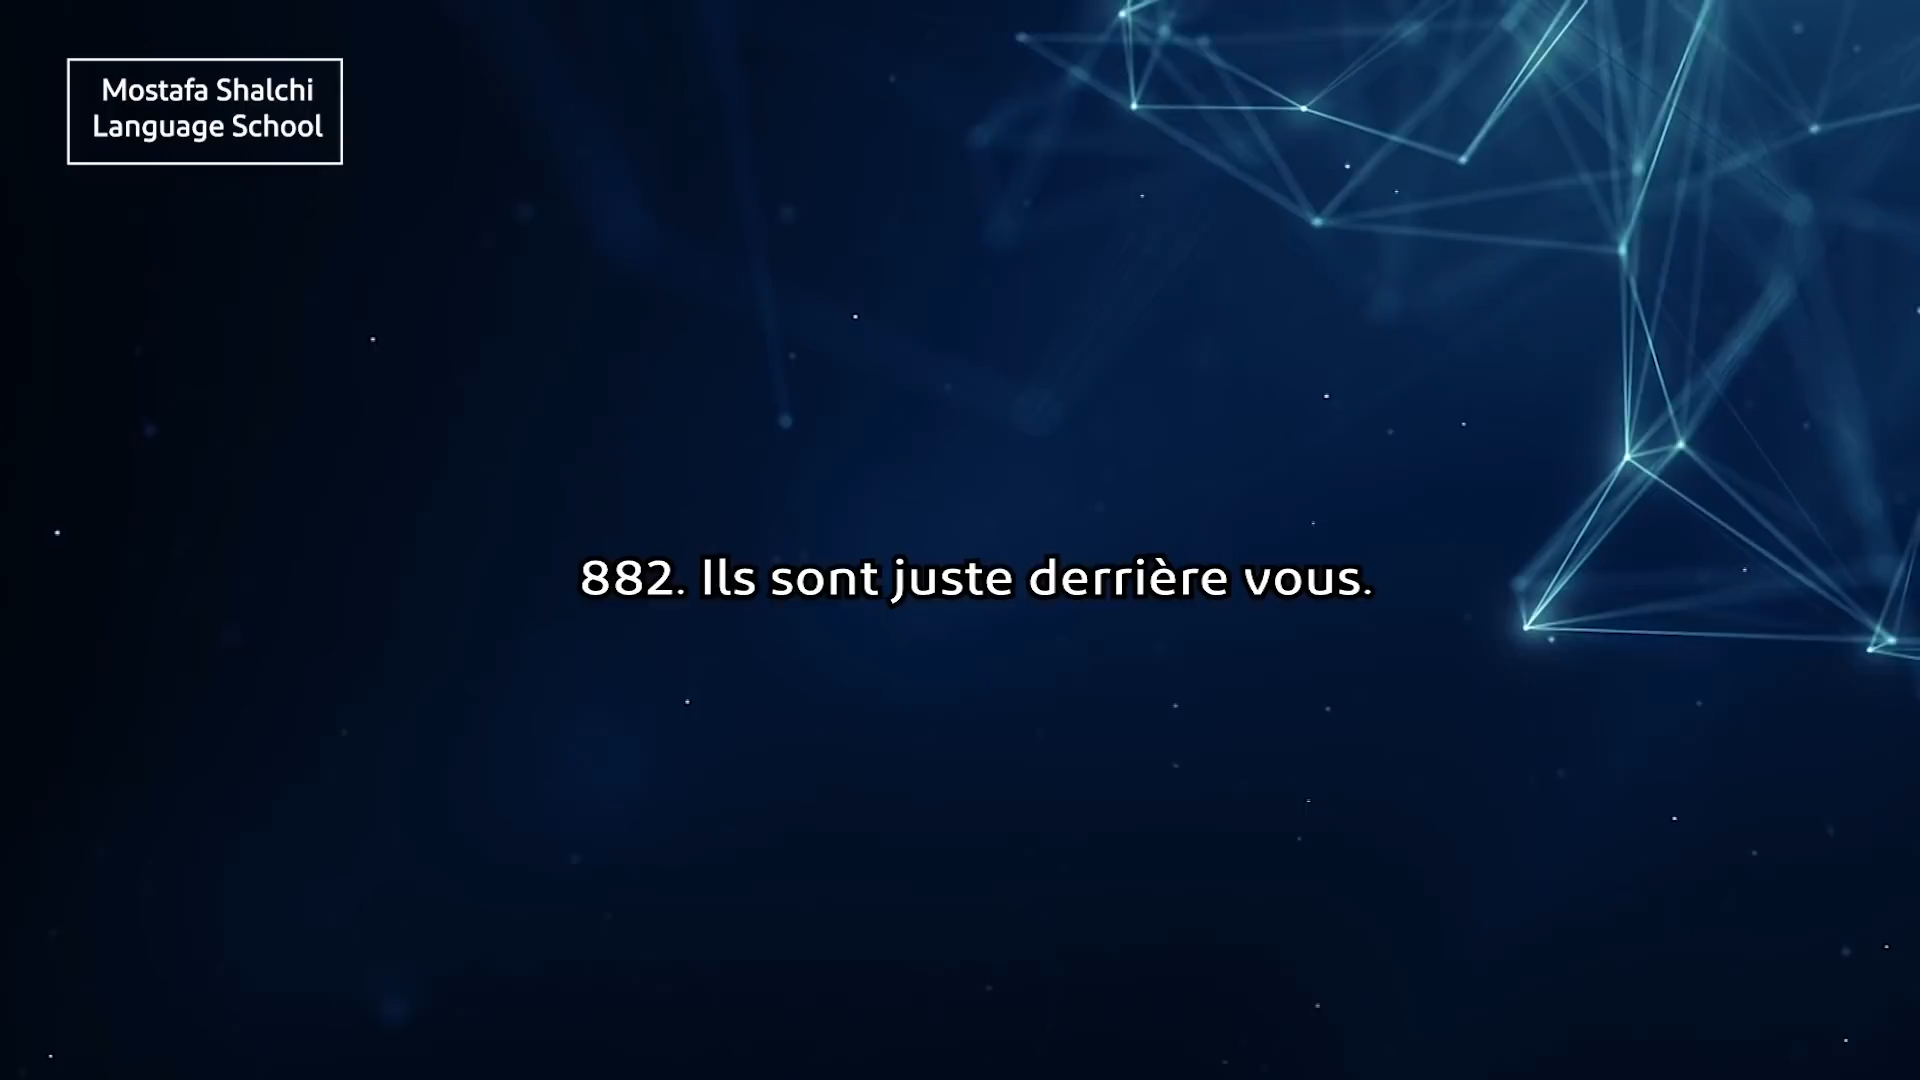 Mostafa Shalchi
Language School
882. Ils sont juste derrière vous.